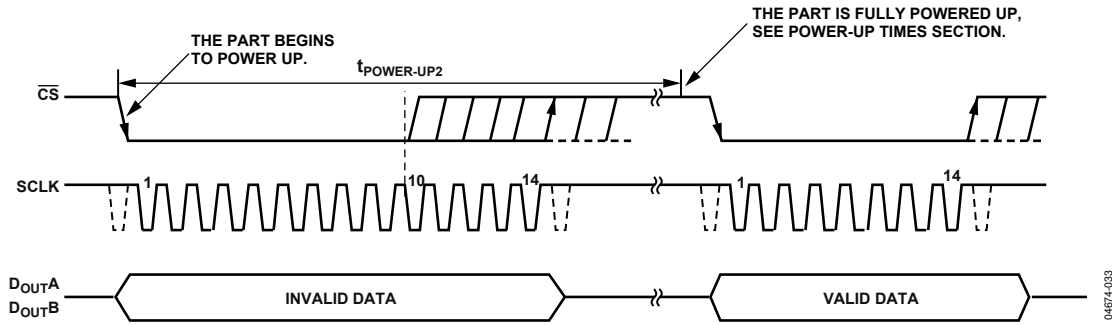 THE PART IS FULLY POWERED UP,
SEE POWER-UP TIMES SECTION.
THE PART BEGINS
TO POWER UP.
tPOWER-UP2
CS
SCLK
1
10
14
1
14
DOUTA
DOUTB
INVALID DATA
VALID DATA
04674-033